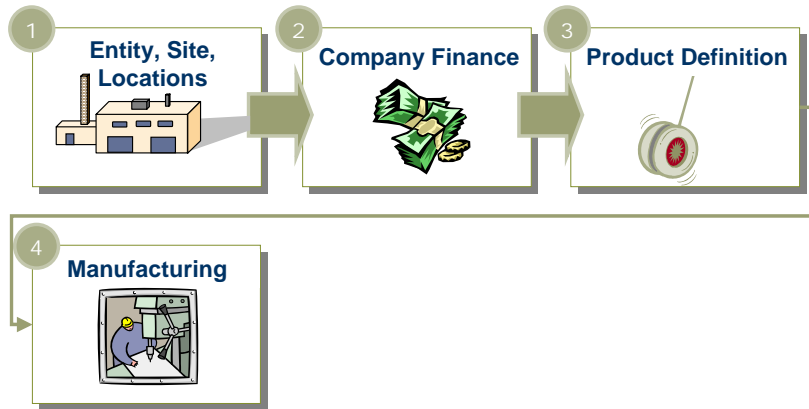 1
Entity, Site,
Locations
2
Company Finance
3
Product Definition
4
Manufacturing